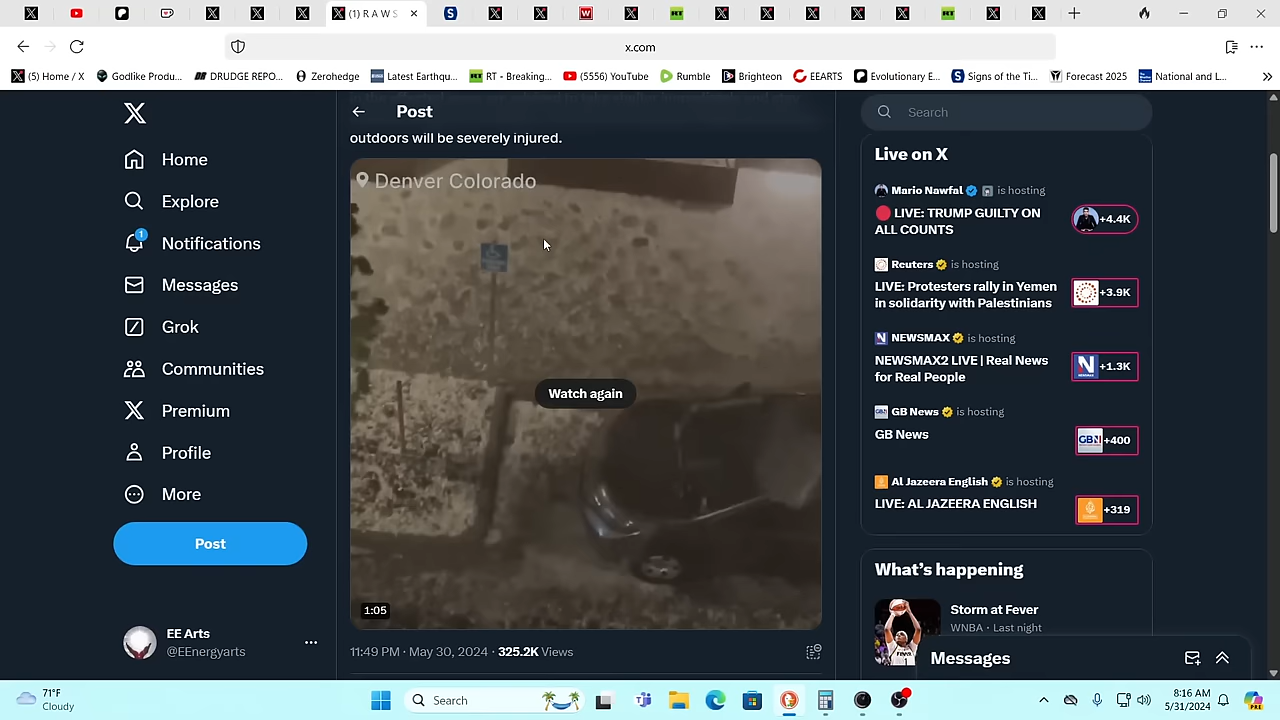 (1) R A W S
x.com
(5) Home / X
Godlike Produ...
DRUDGE REPO...
Zerohedge
Latest Earthqu...
RT - Breaking...
(5556) YouTube
Rumble
Brighteon
EEARTS
Evolutionary E...
Signs of the Ti...
Forecast 2025
National and L...
Home
Explore
1
Notifications
Messages
Grok
Communities
Premium
Profile
More
Post
EE Arts
@EEnergyarts
Post
outdoors will be severely injured.
Denver Colorado
Watch again
1:05
11:49 PM · May 30, 2024 · 325.2K Views
Search
Live on X
Mario Nawfal is hosting
LIVE: TRUMP GUILTY ON
ALL COUNTS
+4.4K
Reuters is hosting
LIVE: Protesters rally in Yemen
in solidarity with Palestinians
+3.9K
NEWSMAX is hosting
NEWSMAX2 LIVE | Real News
for Real People
+1.3K
GB News is hosting
GB News
+400
Al Jazeera English is hosting
LIVE: AL JAZEERA ENGLISH
+319
What's happening
Storm at Fever
WNBA · Last night
Messages
71°F
Cloudy
Search
8:16 AM
5/31/2024